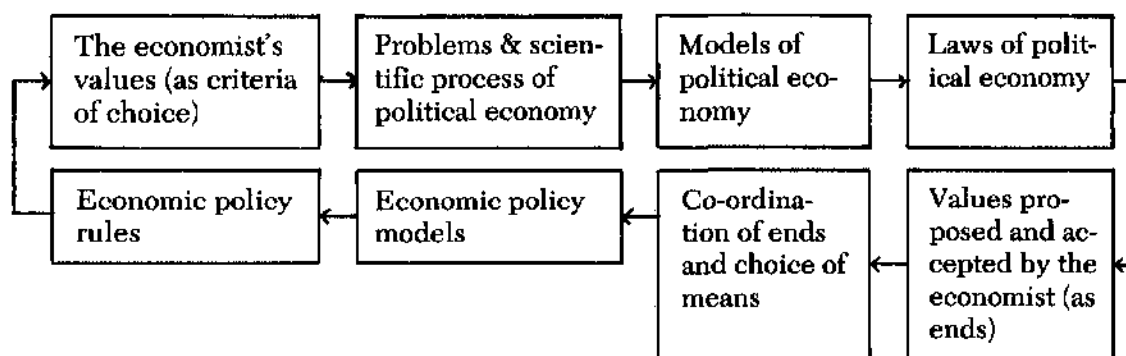 The economist's
values (as criteria
of choice)
Problems & scien-
tific process of
political economy
Models of
political eco-
nomy
Laws of polit-
ical economy
Economic policy
rules
Economic policy
models
Co-ordina-
tion of ends
and choice of
means
Values pro-
posed and ac-
cepted by the
economist (as
ends)